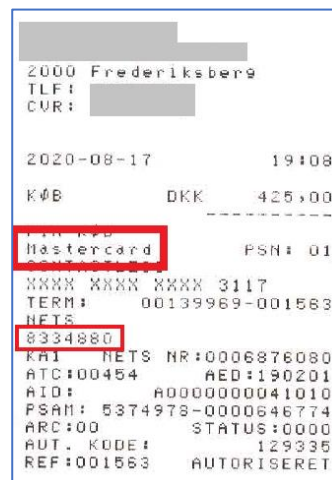 2000 Frederiksberg
TLF:
CVR:
2020-08-17 19:08
KØB DKK 425,00
Mastercard PSN: 01
CONTACTLESS
XXXX XXXX XXXX 3117
TERM: 00139969-001563
NETS
8334880
KA1 NETS NR:0006876080
ATC:00454 AED:190201
AID: A0000000041010
PSAM: 5374978-0000646774
ARC:00 STATUS:0000
AUT. KODE: 129335
REF:001563 AUTORISERET